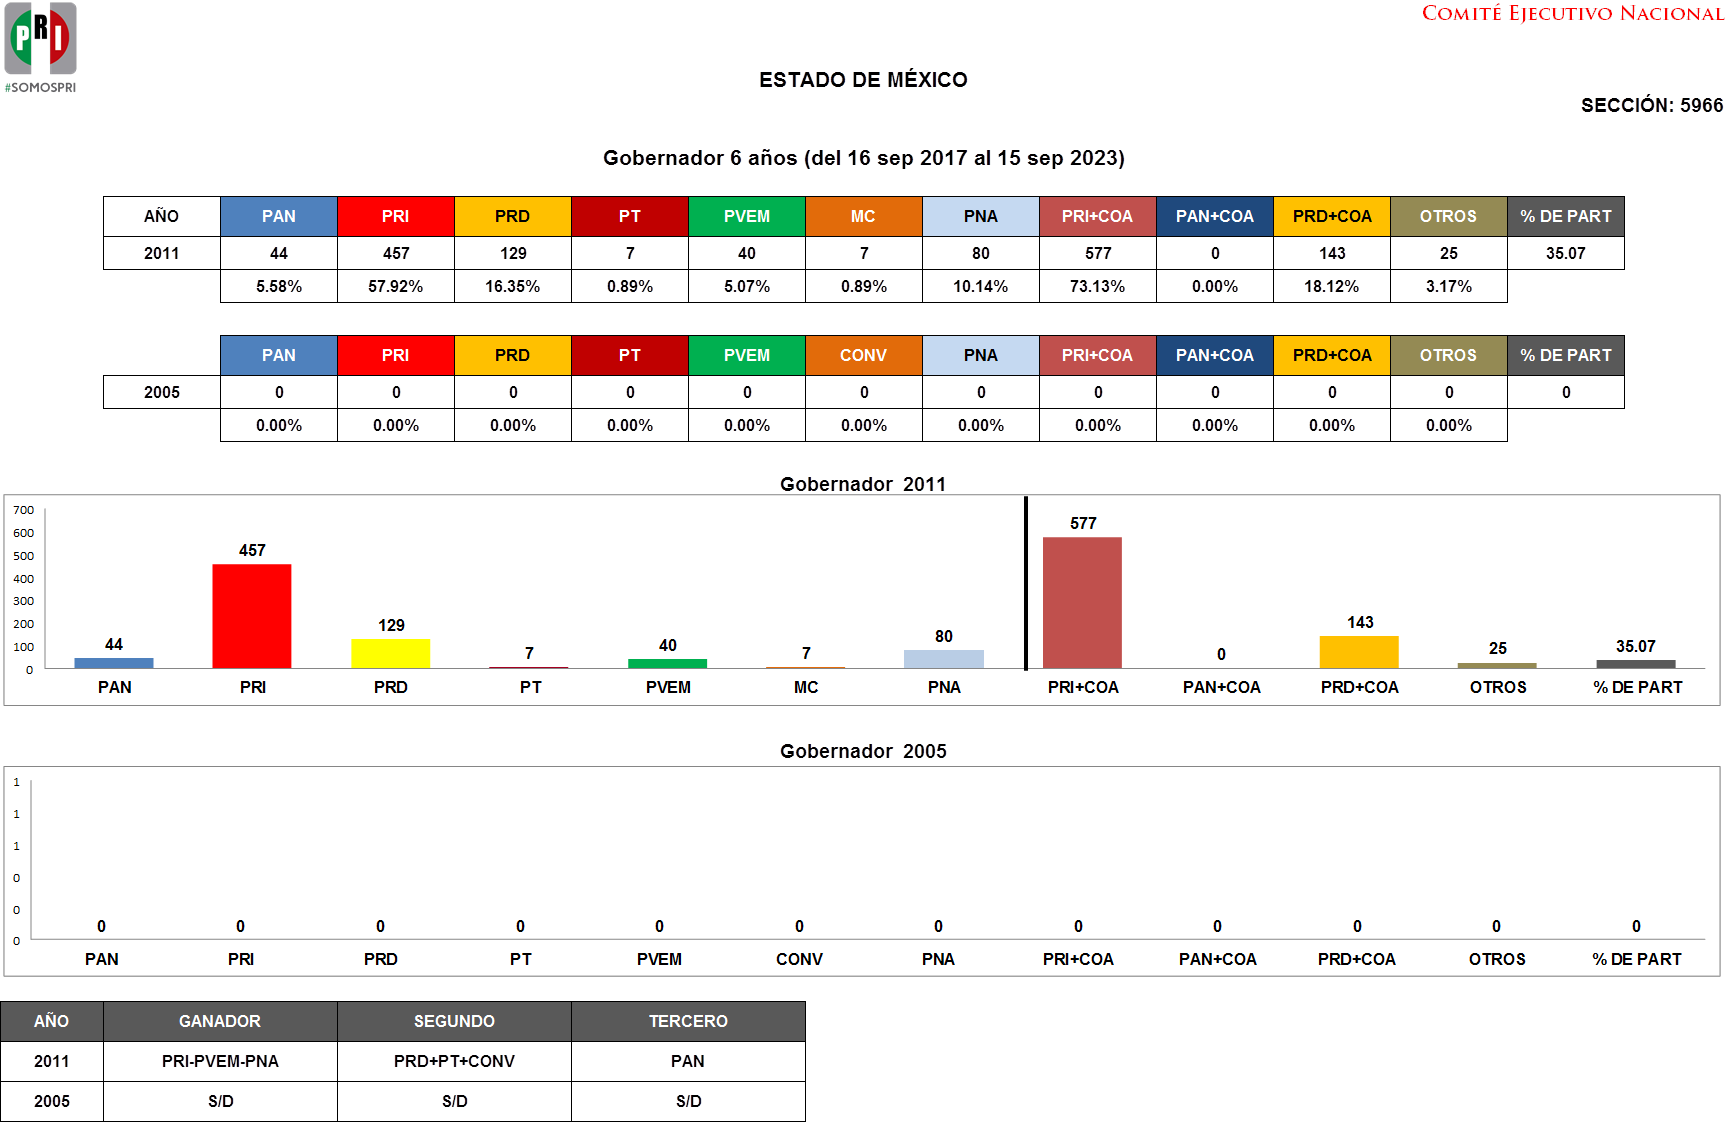 PRI
#SOMOSPRI
COMITÉ EJECUTIVO NACIONAL
ESTADO DE MÉXICO
SECCIÓN: 5966
Gobernador 6 años (del 16 sep 2017 al 15 sep 2023)
AÑO PAN PRI PRD PT PVEM MC PNA PRI+COA PAN+COA PRD+COA OTROS % DE PART
2011 44 457 129 7 40 7 80 577 0 143 25 35.07
5.58% 57.92% 16.35% 0.89% 5.07% 0.89% 10.14% 73.13% 0.00% 18.12% 3.17%
PAN PRI PRD PT PVEM CONV PNA PRI+COA PAN+COA PRD+COA OTROS % DE PART
2005 0 0 0 0 0 0 0 0 0 0 0 0
0.00% 0.00% 0.00% 0.00% 0.00% 0.00% 0.00% 0.00% 0.00% 0.00% 0.00%
Gobernador 2011
700
600
500
400
300
200
100
0
44 457 129 7 40 7 80 577 0 143 25 35.07
PAN PRI PRD PT PVEM MC PNA PRI+COA PAN+COA PRD+COA OTROS % DE PART
Gobernador 2005
1
1
1
0
0
0
0 0 0 0 0 0 0 0 0 0 0 0
PAN PRI PRD PT PVEM CONV PNA PRI+COA PAN+COA PRD+COA OTROS % DE PART
AÑO GANADOR SEGUNDO TERCERO
2011 PRI-PVEM-PNA PRD+PT+CONV PAN
2005 S/D S/D S/D